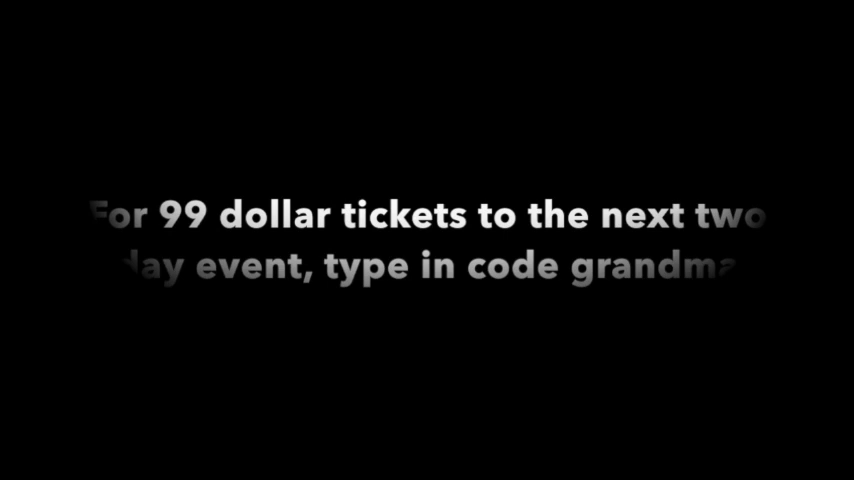 For 99 dollar tickets to the next two
day event, type in code grandma